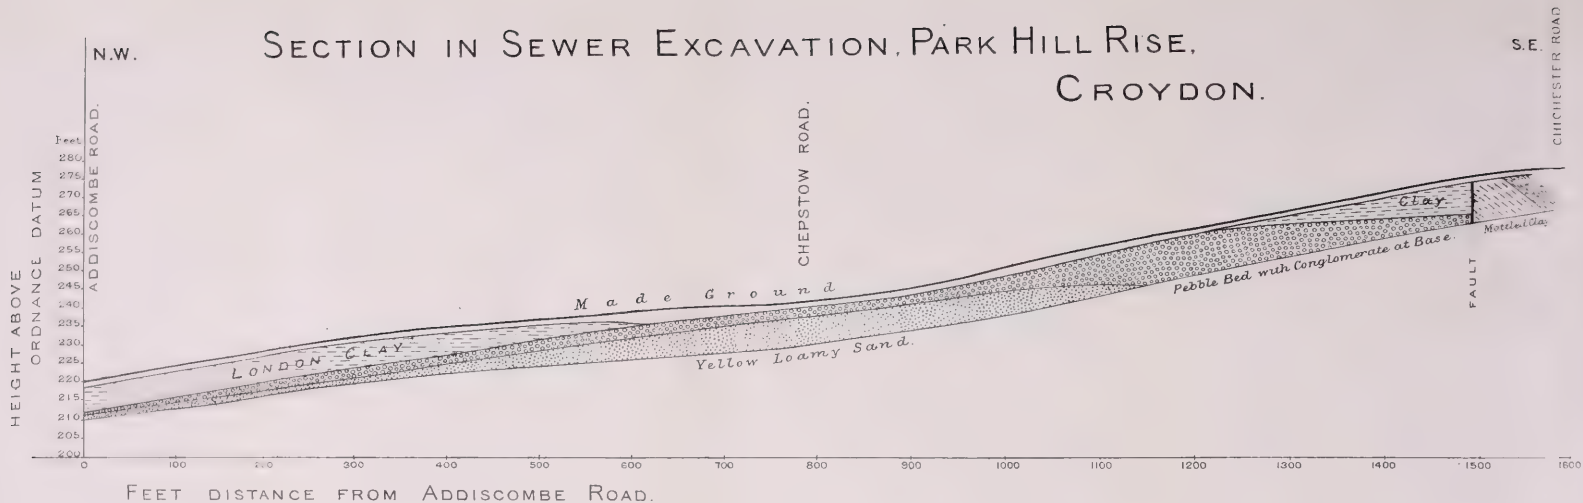 SECTION IN SEWER EXCAVATION, PARK HILL RISE,
CROYDON.
N.W.
S.E.
ADDISCOMBE ROAD.
CHEPSTOW ROAD.
CHICHESTER ROAD
HEIGHT ABOVE
ORDNANCE DATUM
Feet
280
275
270
265
260
255
250
245
240
235
230
225
220
215
210
205
200
Made Ground
LONDON CLAY
Yellow Loamy Sand.
Clay
Pebble Bed with Conglomerate at Base.
Mottled Clay
FAULT
0 100 200 300 400 500 600 700 800 900 1000 1100 1200 1300 1400 1500 1600
FEET DISTANCE FROM ADDISCOMBE ROAD.